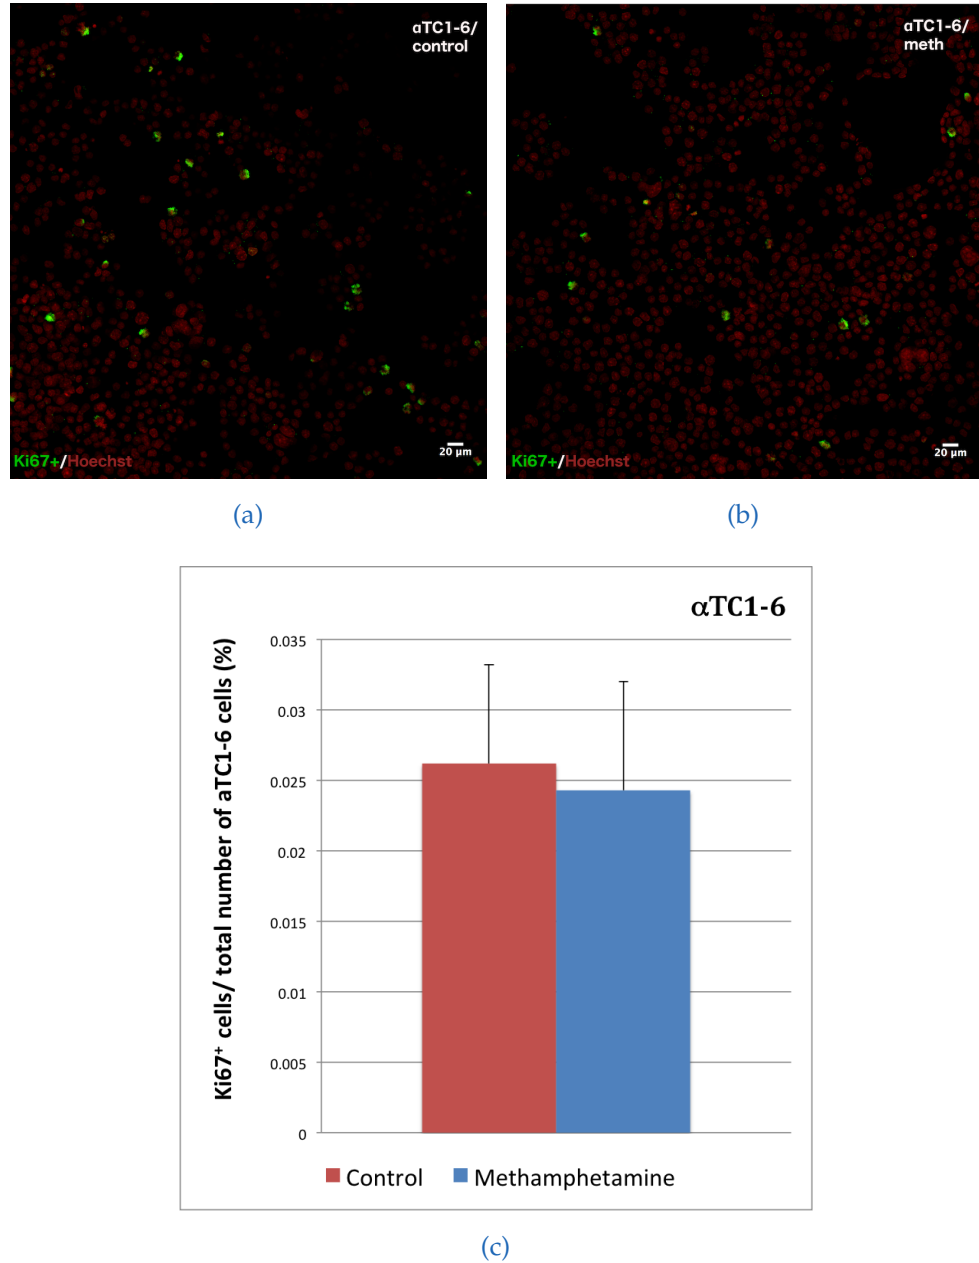 αTC1-6/
control
Ki67+/Hoechst
20 µm
(a)
αTC1-6/
meth
Ki67+/Hoechst
20 µm
(b)
αTC1-6
Ki67⁺ cells/ total number of aTC1-6 cells (%)
0.035
0.03
0.025
0.02
0.015
0.01
0.005
0
Control
Methamphetamine
(c)